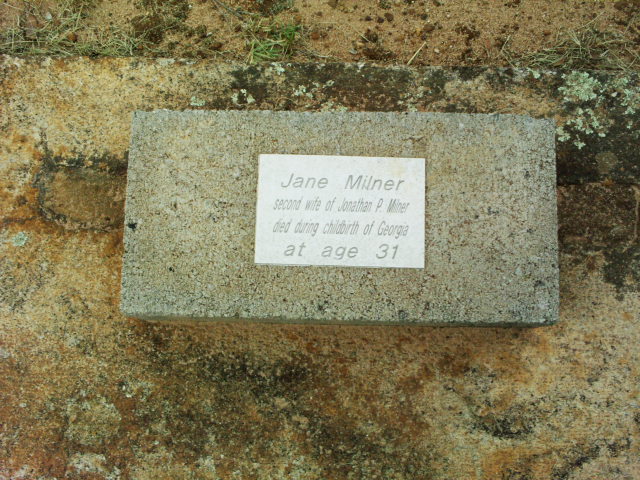 Jane Milner
second wife of Jonathan P. Milner
died during childbirth of Georgia
at age 31